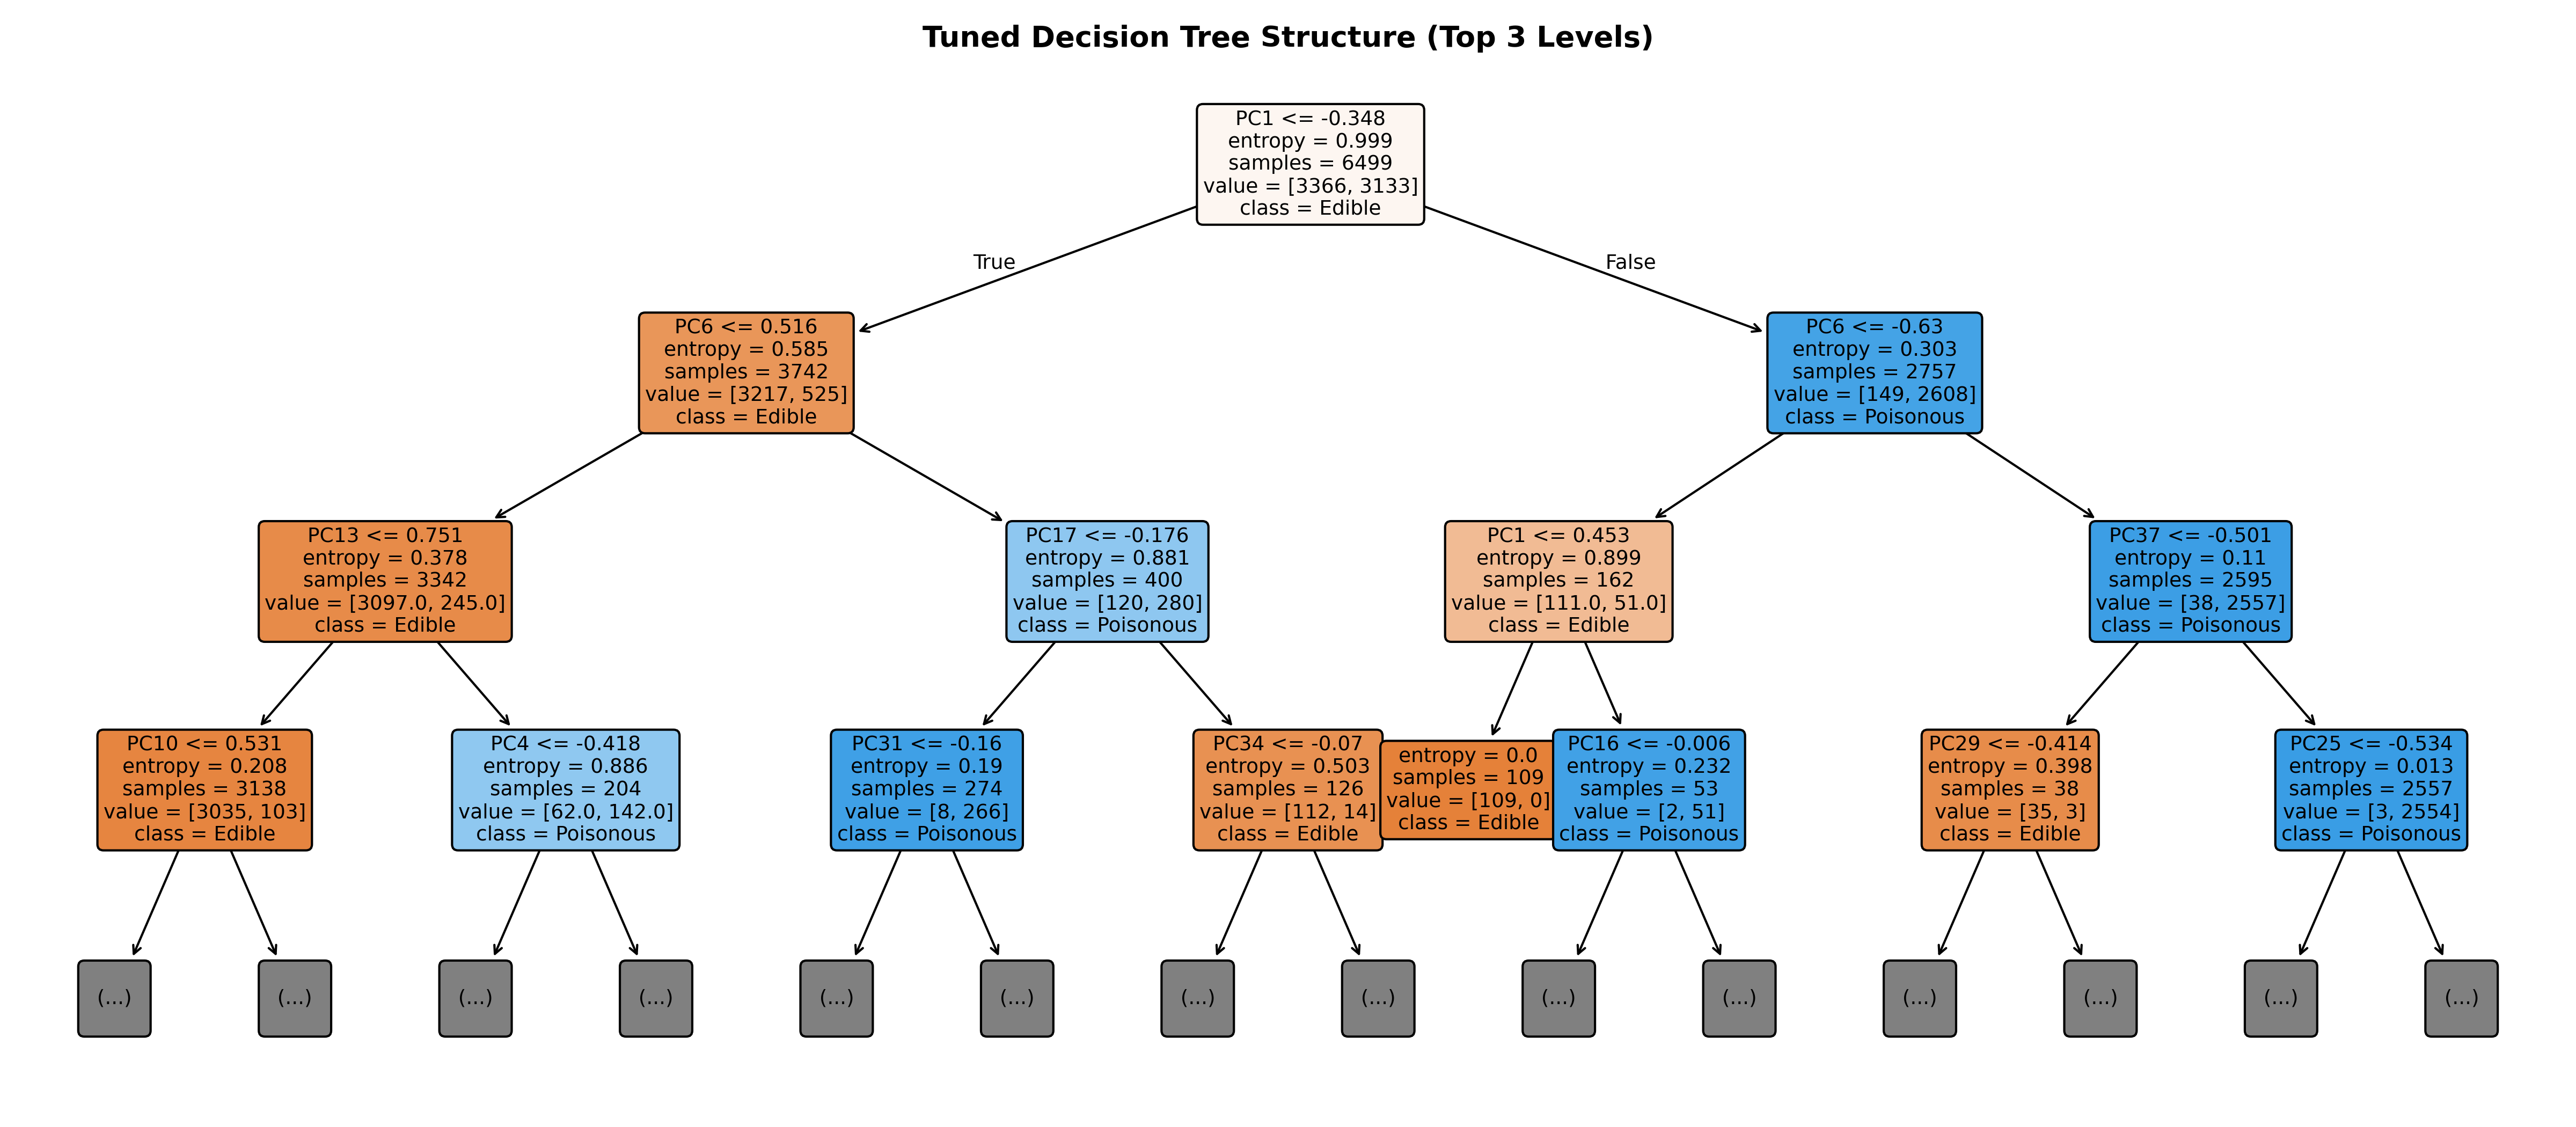 Tuned Decision Tree Structure (Top 3 Levels)
PC1 <= -0.348
entropy = 0.999
samples = 6499
value = [3366, 3133]
class = Edible
True
False
PC6 <= 0.516
entropy = 0.585
samples = 3742
value = [3217, 525]
class = Edible
PC6 <= -0.63
entropy = 0.303
samples = 2757
value = [149, 2608]
class = Poisonous
PC13 <= 0.751
entropy = 0.378
samples = 3342
value = [3097.0, 245.0]
class = Edible
PC17 <= -0.176
entropy = 0.881
samples = 400
value = [120, 280]
class = Poisonous
PC1 <= 0.453
entropy = 0.899
samples = 162
value = [111.0, 51.0]
class = Edible
PC37 <= -0.501
entropy = 0.11
samples = 2595
value = [38, 2557]
class = Poisonous
PC10 <= 0.531
entropy = 0.208
samples = 3138
value = [3035, 103]
class = Edible
PC4 <= -0.418
entropy = 0.886
samples = 204
value = [62.0, 142.0]
class = Poisonous
PC31 <= -0.16
entropy = 0.19
samples = 274
value = [8, 266]
class = Poisonous
PC34 <= -0.07
entropy = 0.503
samples = 126
value = [112, 14]
class = Edible
entropy = 0.0
samples = 109
value = [109, 0]
class = Edible
PC16 <= -0.006
entropy = 0.232
samples = 53
value = [2, 51]
class = Poisonous
PC29 <= -0.414
entropy = 0.398
samples = 38
value = [35, 3]
class = Edible
PC25 <= -0.534
entropy = 0.013
samples = 2557
value = [3, 2554]
class = Poisonous
(...)
(...)
(...)
(...)
(...)
(...)
(...)
(...)
(...)
(...)
(...)
(...)
(...)
(...)